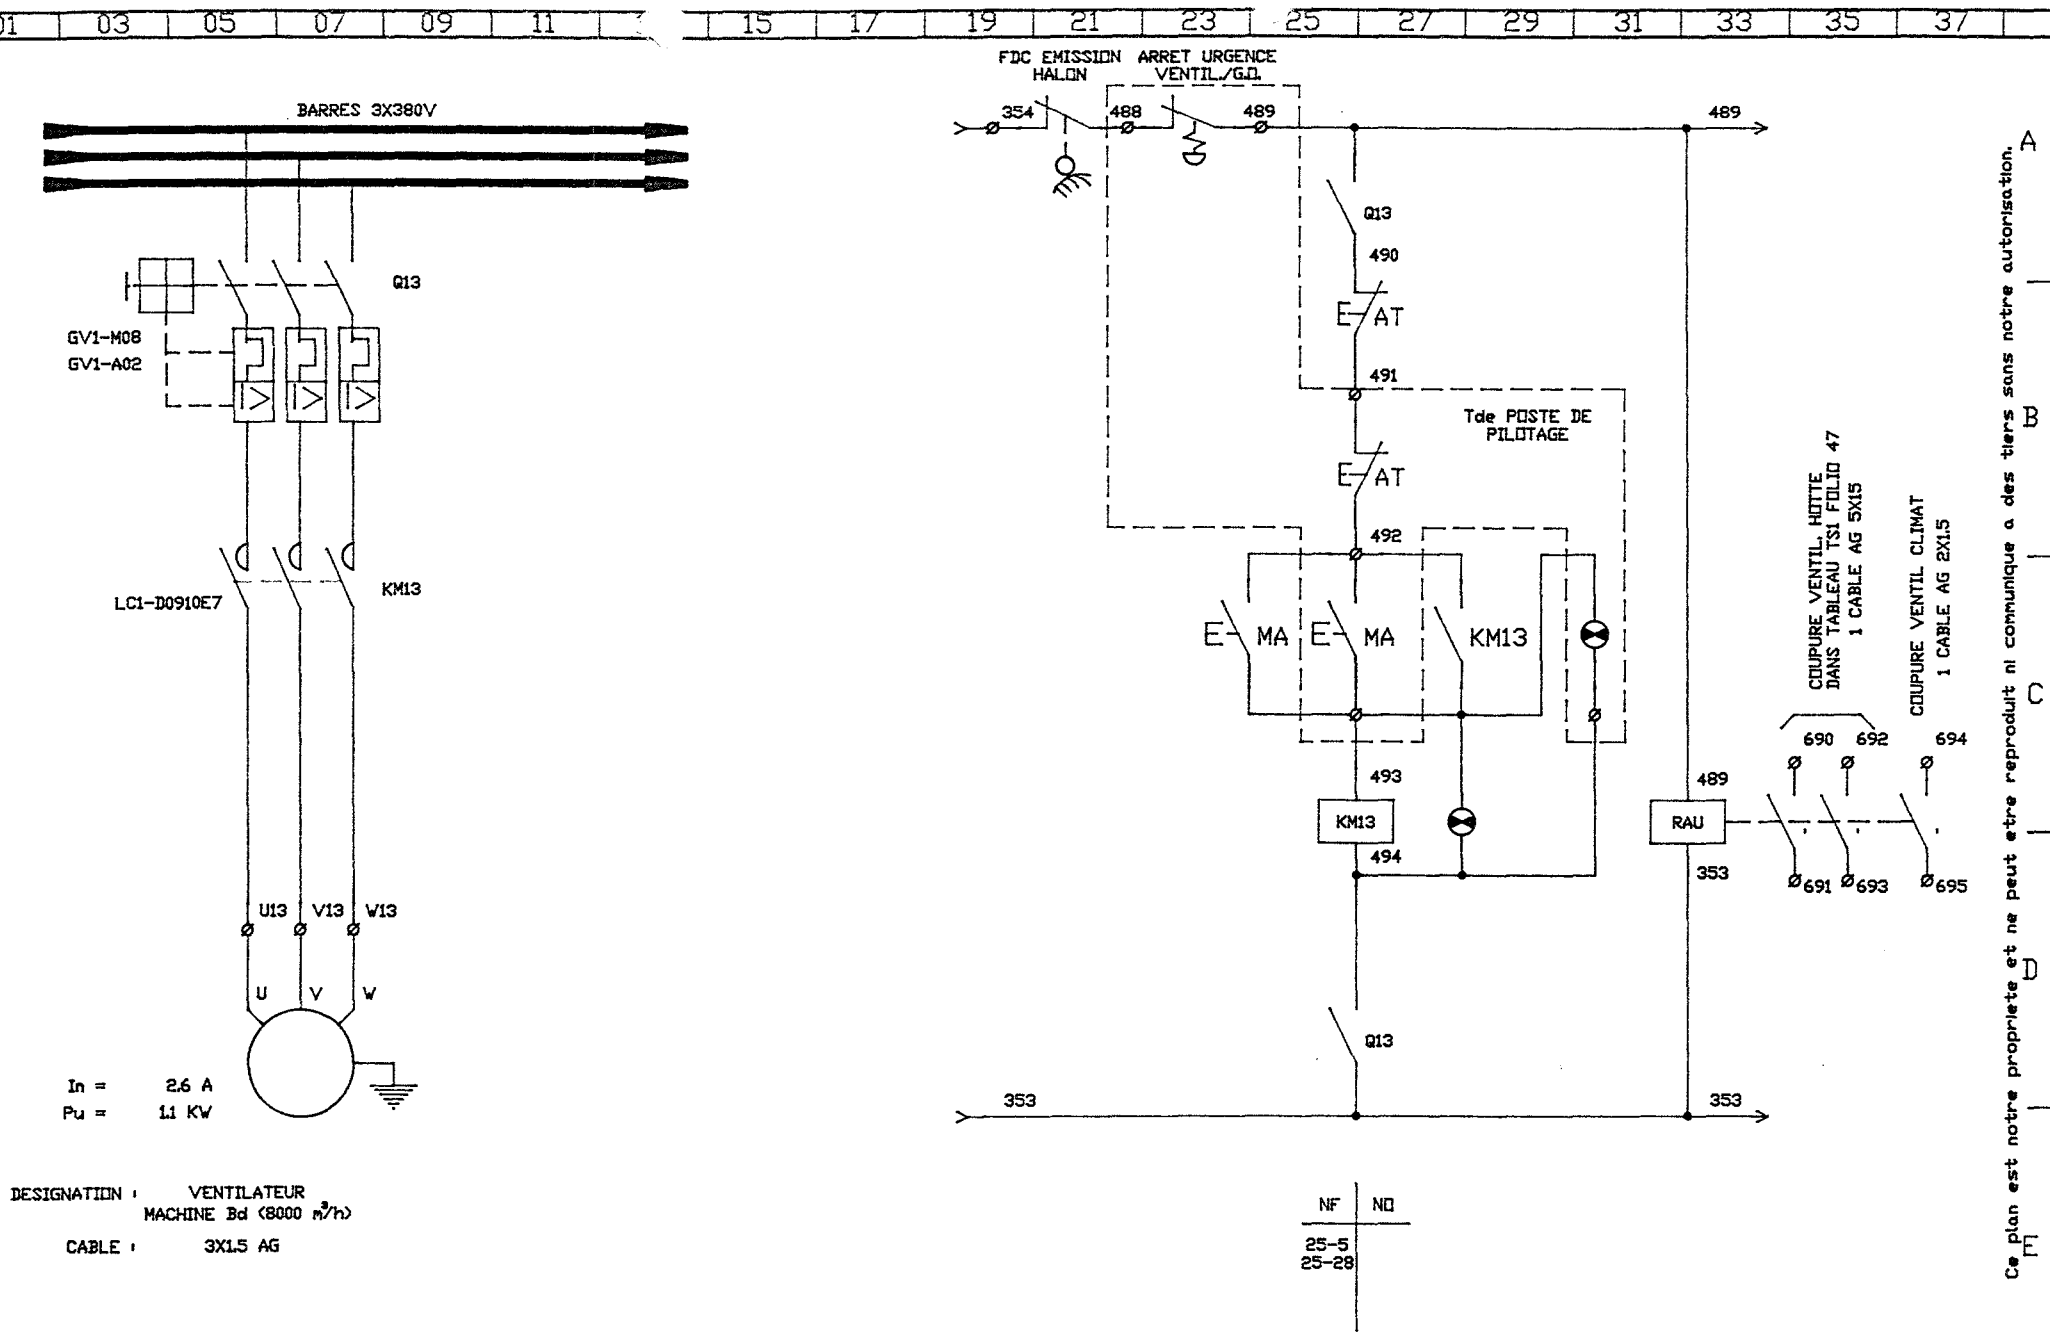 01 03 05 07 09 11 15 17 19 21 23 25 27 29 31 33 35 37
FDC EMISSION
HALON
ARRET URGENCE
VENTIL./G.O.
BARRES 3X380V
354
488
489
489
A
Q13
490
E AT
491
Q13
GV1-M08
GV1-A02
Tde POSTE DE
PILOTAGE
B
E AT
492
KM13
LC1-D0910E7
E MA
E MA
KM13
COUPURE VENTIL, HOTTE
DANS TABLEAU TS1 FOLIO 47
1 CABLE AG 5X15
COUPURE VENTIL CLIMAT
1 CABLE AG 2X1.5
C
690 692 694
493
489
KM13
RAU
494
353
691 693 695
U13 V13 W13
U V W
D
Q13
In = 2.6 A
Pu = 1.1 KW
353
353
DESIGNATION : VENTILATEUR
MACHINE Bd (8000 m³/h)
CABLE : 3X1.5 AG
NF NO
25-5
25-28
E
Ce plan est notre propriete et ne peut etre reproduit ni communique a des tiers sans notre autorisation.